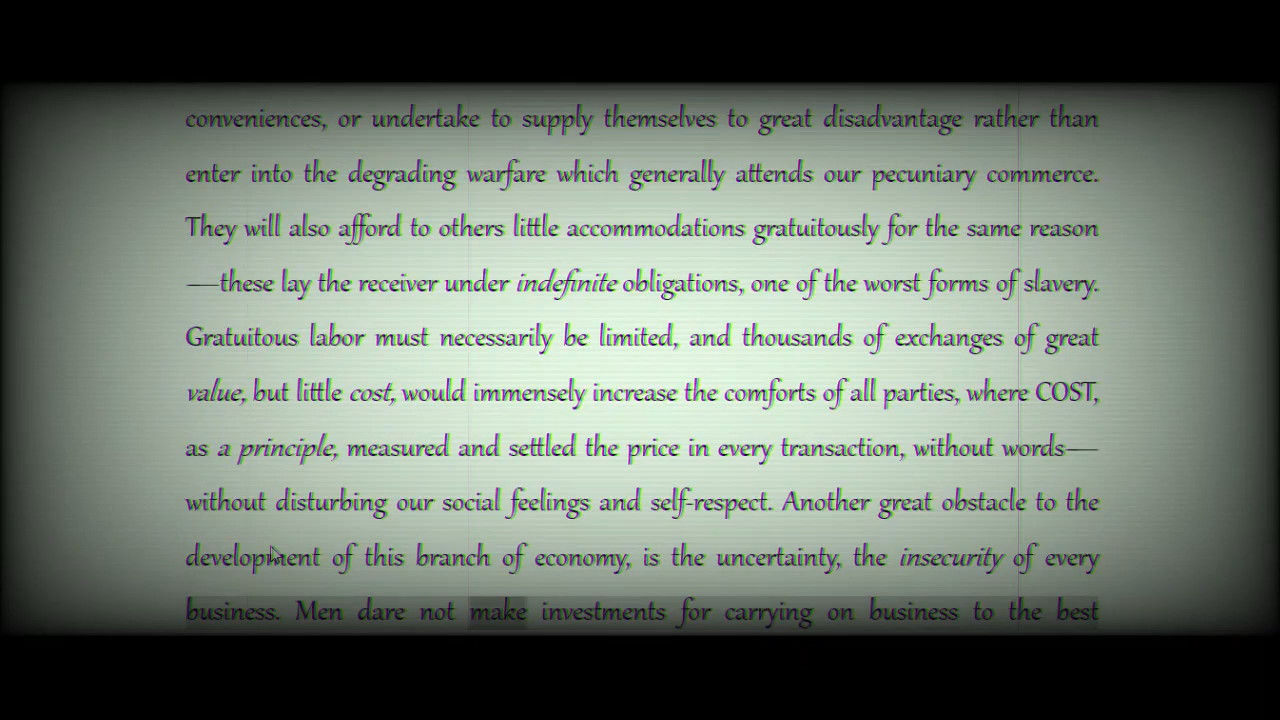 conveniences, or undertake to supply themselves to great disadvantage rather than
enter into the degrading warfare which generally attends our pecuniary commerce.
They will also afford to others little accommodations gratuitously for the same reason
—these lay the receiver under indefinite obligations, one of the worst forms of slavery.
Gratuitous labor must necessarily be limited, and thousands of exchanges of great
value, but little cost, would immensely increase the comforts of all parties, where COST,
as a principle, measured and settled the price in every transaction, without words—
without disturbing our social feelings and self-respect. Another great obstacle to the
development of this branch of economy, is the uncertainty, the insecurity of every
business. Men dare not make investments for carrying on business to the best